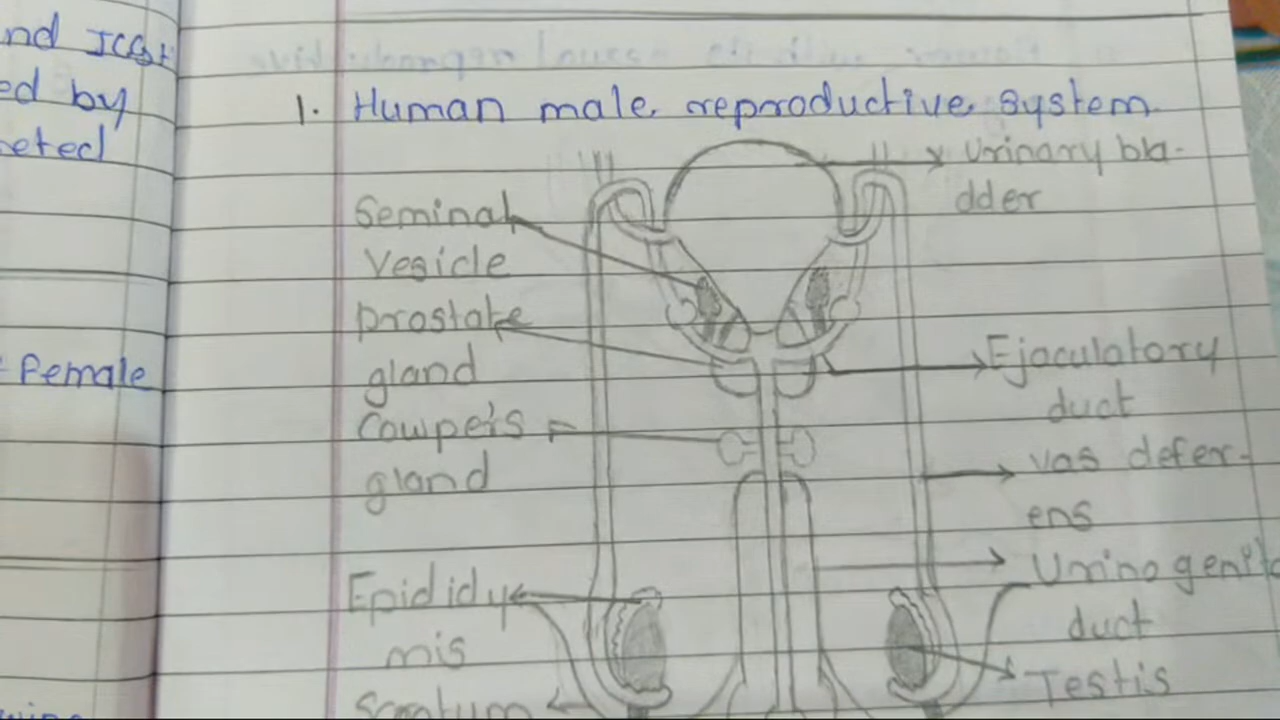 nd
ed by
eted
Female
1. Human male reproductive system
Urinary bla-
dder
Seminal
vesicle
prostate
gland
Cowper's
gland
Ejaculatory
duct
vas defer-
ens
Epididy
mis
Urinogenit
duct
Testis
Scrotum